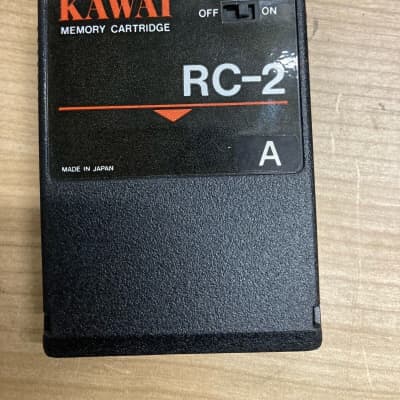 KAWAI
OFF ON
MEMORY CARTRIDGE
RC-2
A
MADE IN JAPAN